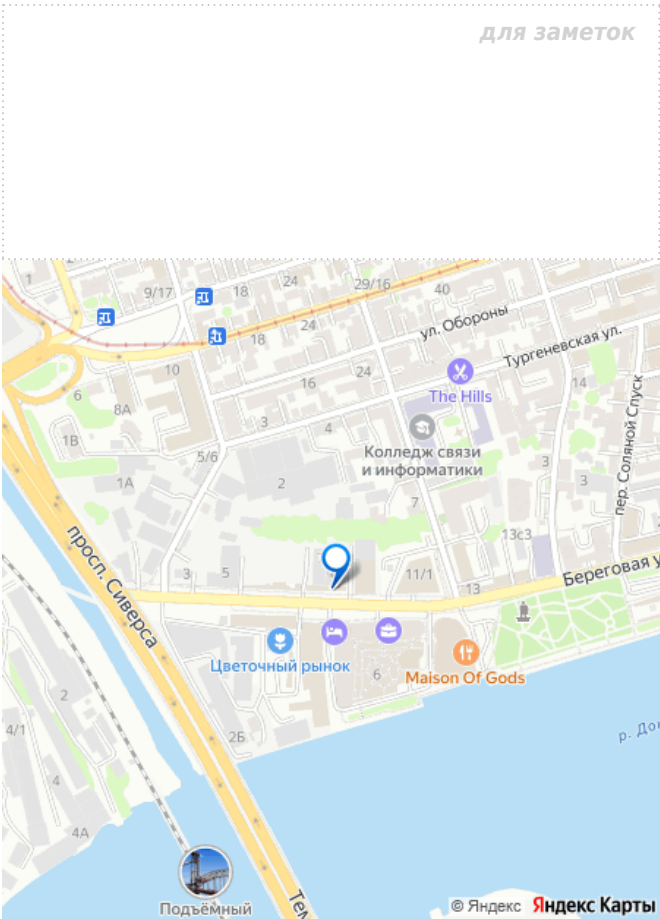 для заметок
1
2
9/17
18
24
29/16
40
18
24
ул. Обороны
Тургеневская ул.
10
6
8А
16
24
The Hills
14
пер. Соляной Спуск
3
4
1В
5/6
Колледж связи
и информатики
3
3
1А
2
7
13с3
просп. Сиверса
3
5
11/1
13
Береговая у
Цветочный рынок
6
Maison Of Gods
2
2Б
4/1
р. До
4
4А
Подъёмный
Тем
© Яндекс Яндекс Карты